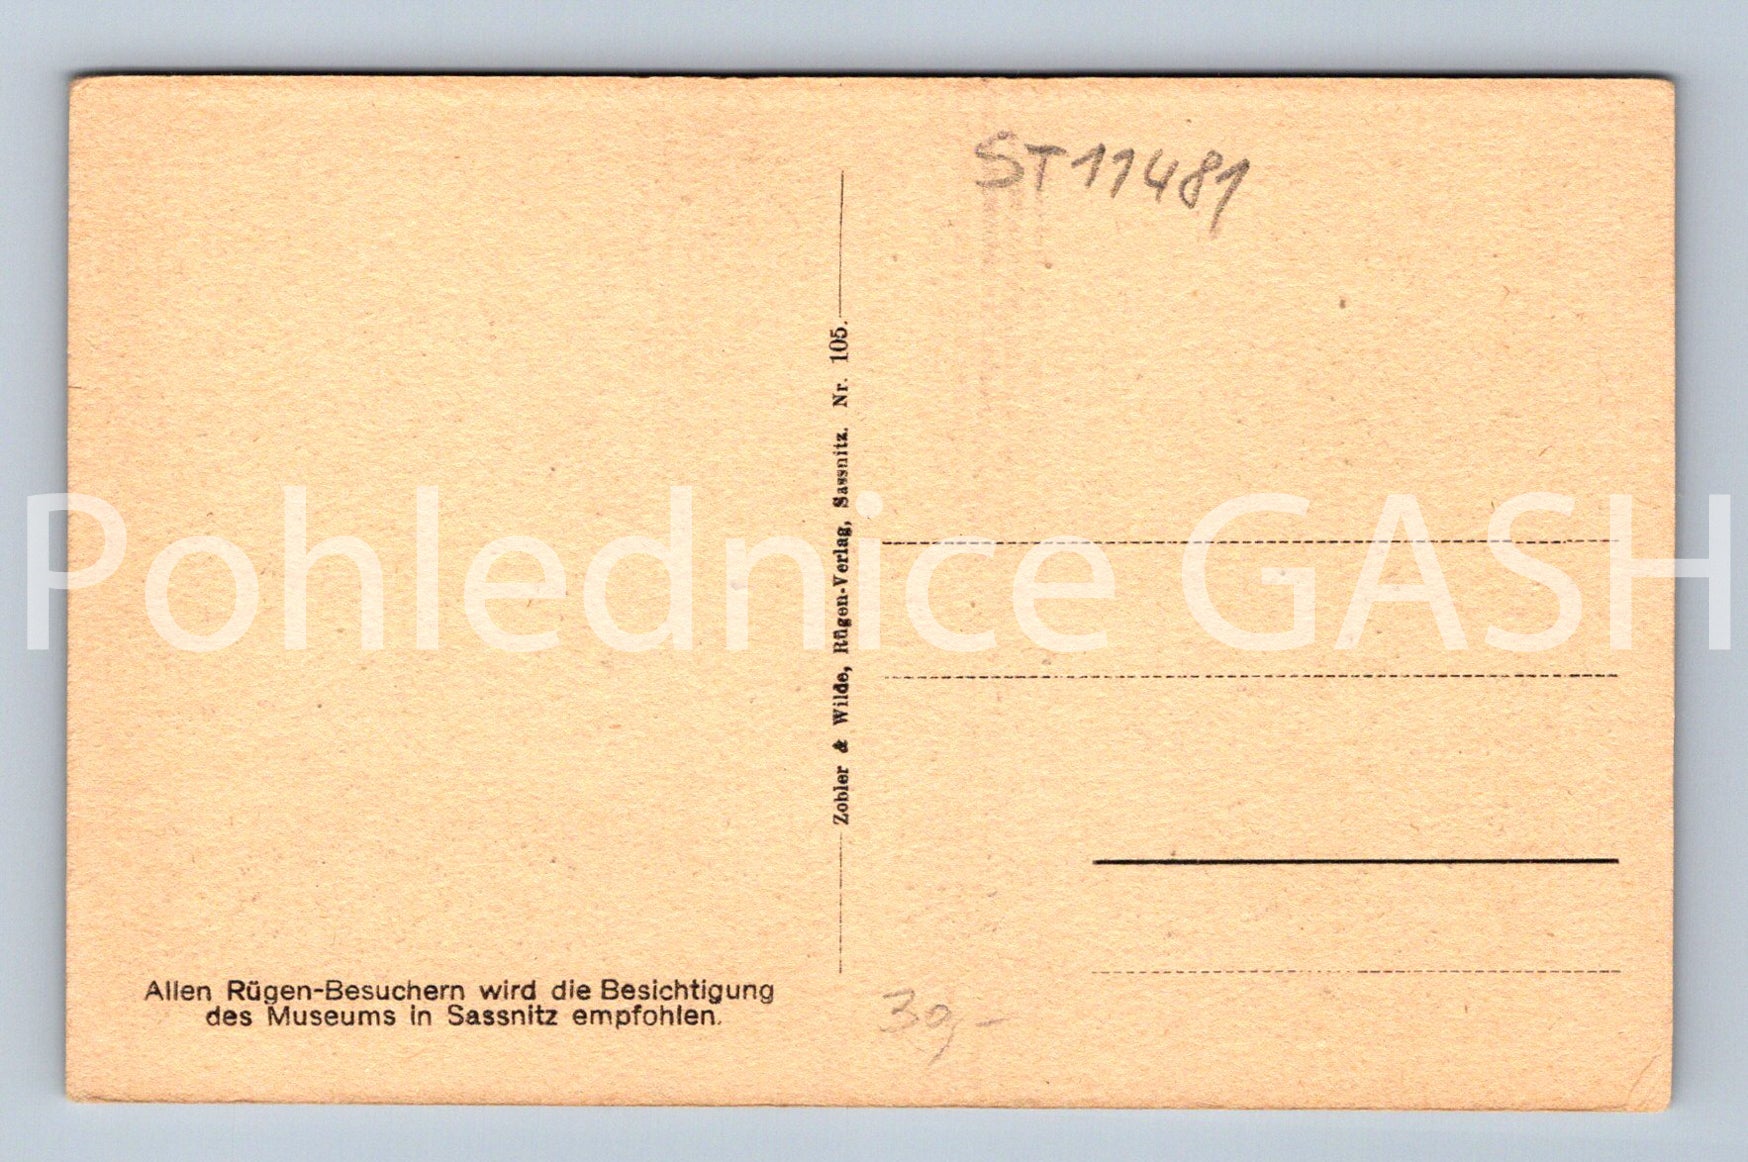 ST11481
Zobler & Wilde, Rügen-Verlag, Sassnitz. Nr. 105.
Pohlednice GASH
Allen Rügen-Besuchern wird die Besichtigung
des Museums in Sassnitz empfohlen.
30,-